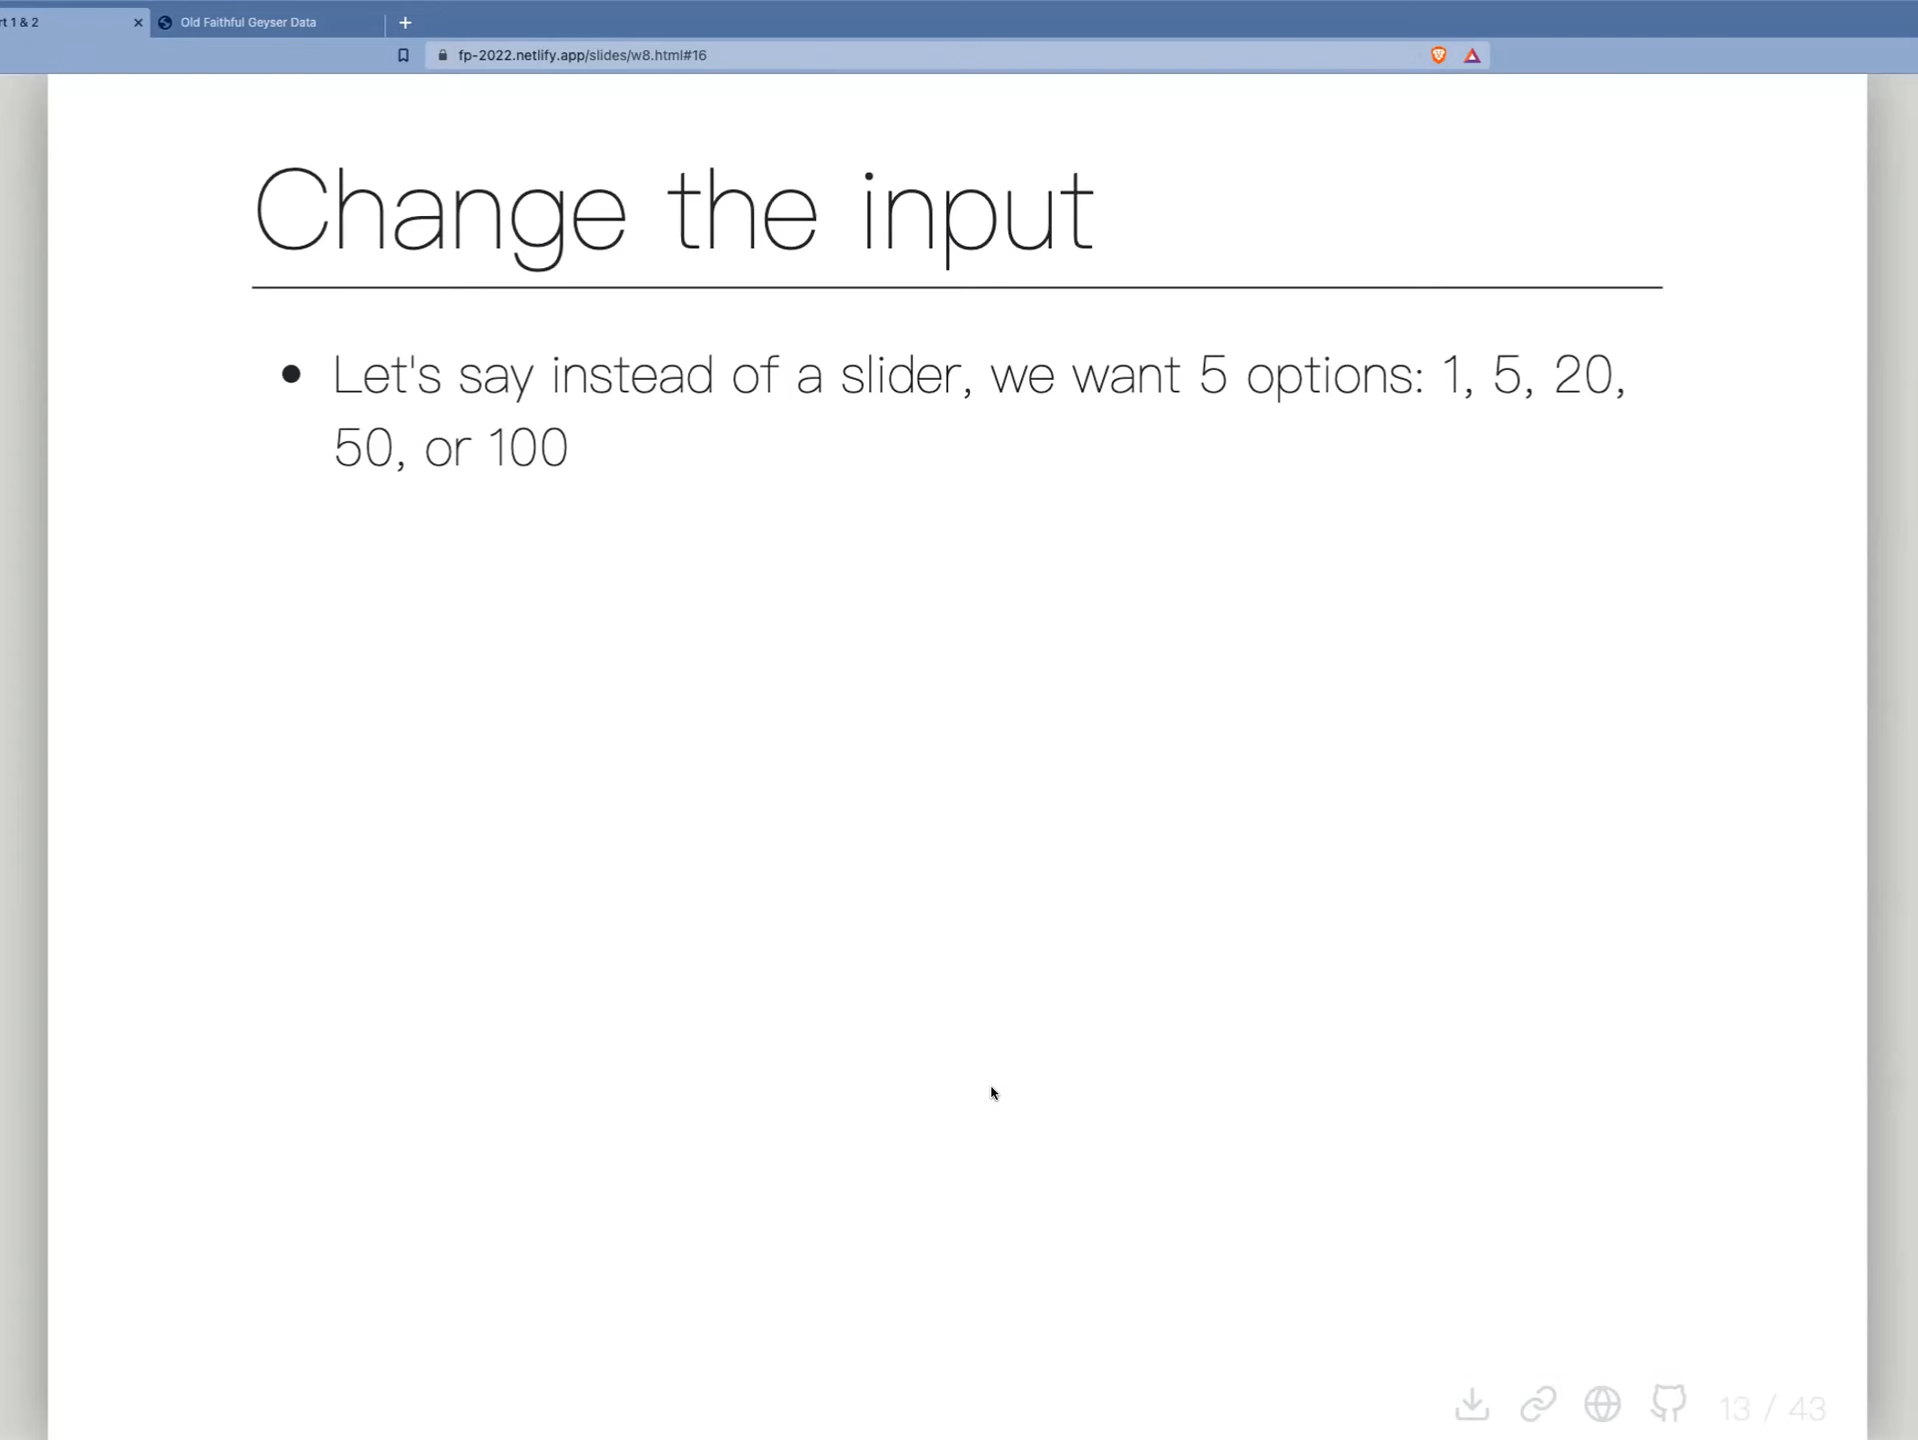 rt 1 & 2
Old Faithful Geyser Data
fp-2022.netlify.app/slides/w8.html#16
Change the input
Let's say instead of a slider, we want 5 options: 1, 5, 20,
50, or 100
13 / 43